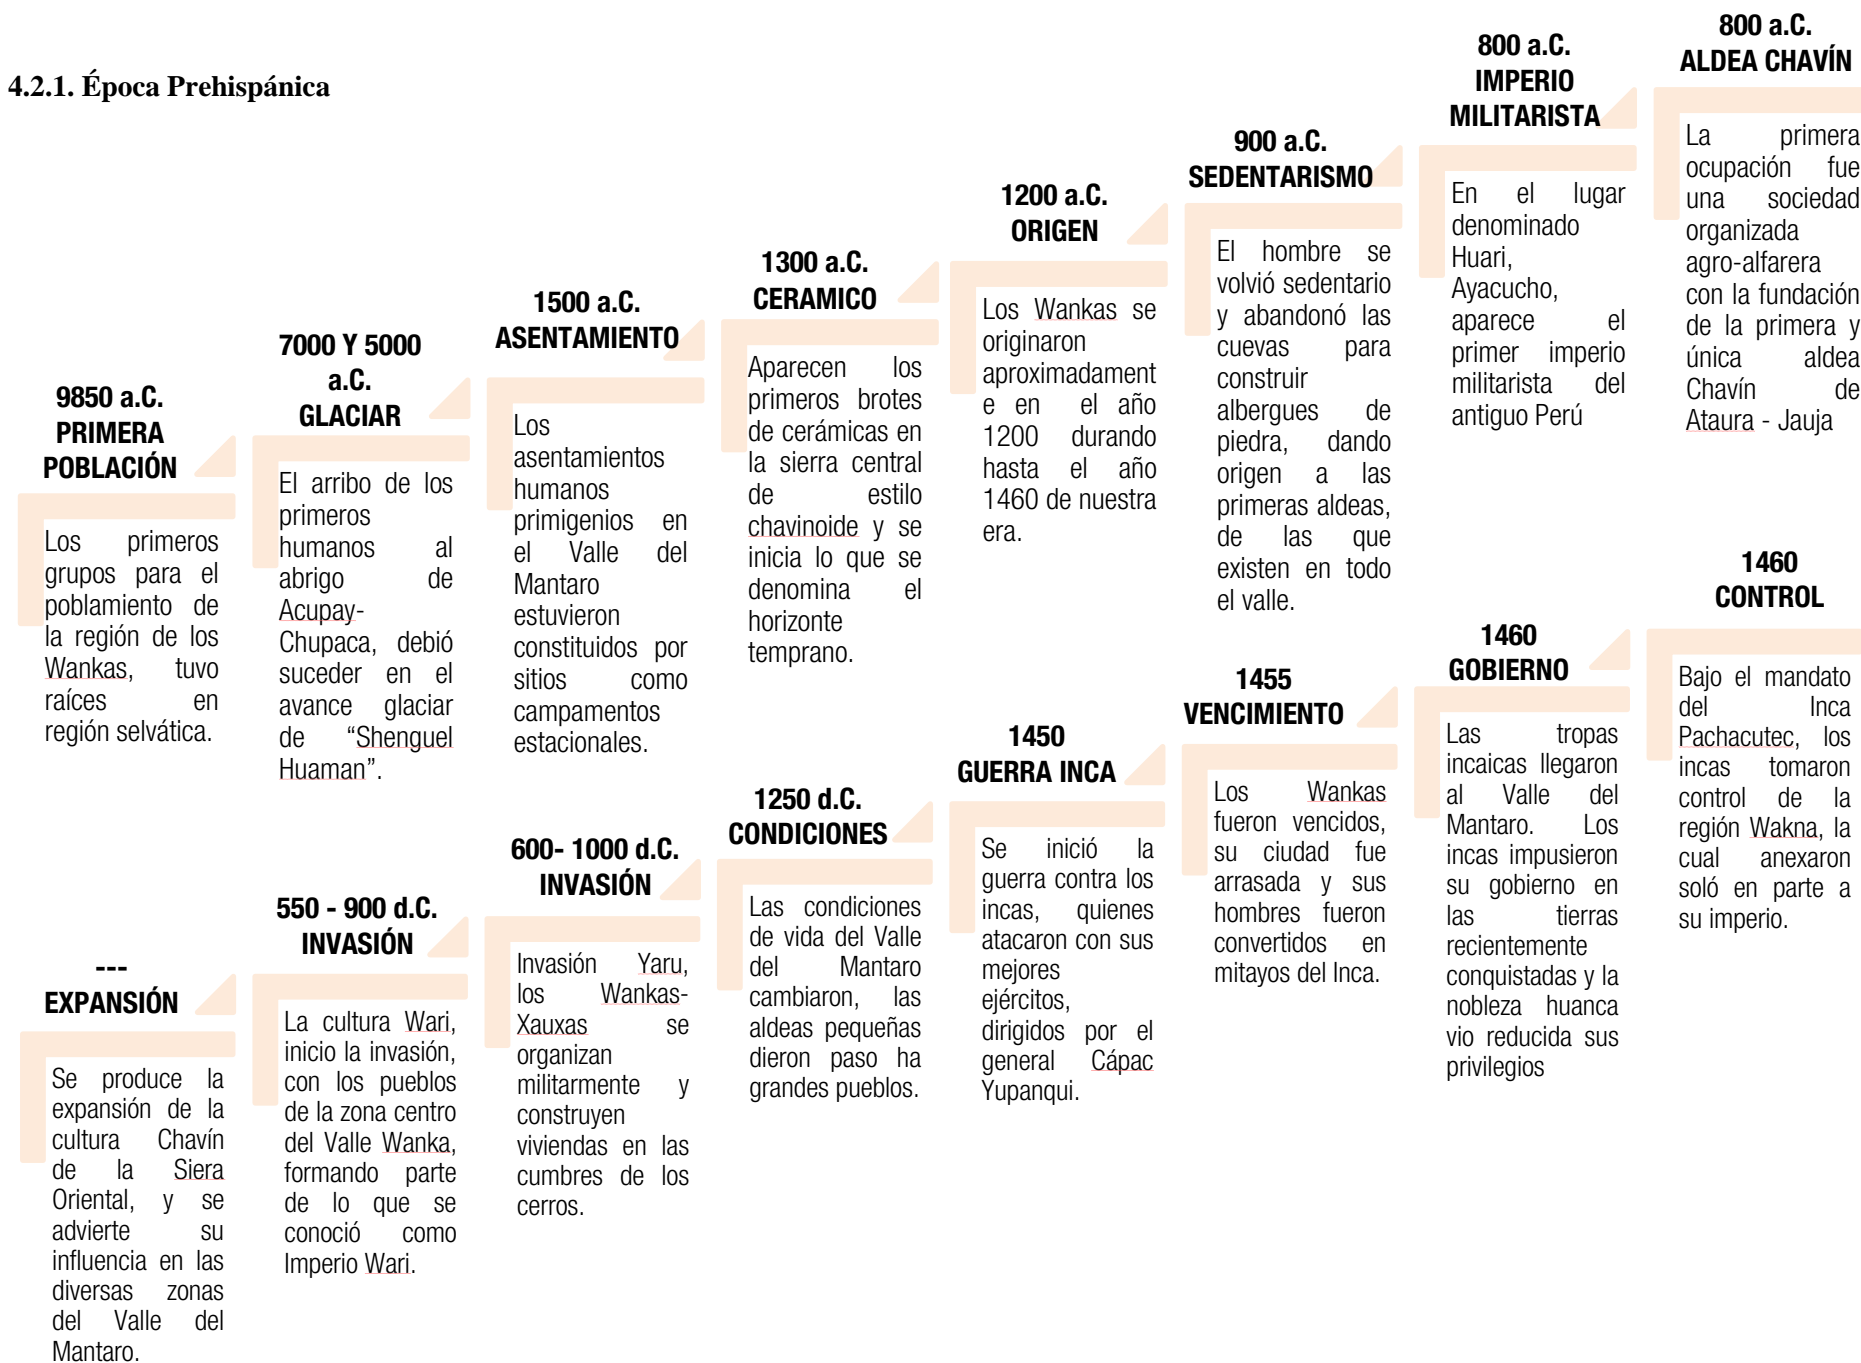 4.2.1. Época Prehispánica
9850 a.C.
PRIMERA
POBLACIÓN
Los primeros
grupos para el
poblamiento de
la región de los
Wankas, tuvo
raíces en
región selvática.
7000 Y 5000
a.C.
GLACIAR
El arribo de los
primeros
humanos al
abrigo de
Acupay-
Chupaca, debió
suceder en el
avance glaciar
de “Shenguel
Huaman”.
1500 a.C.
ASENTAMIENTO
Los
asentamientos
humanos
primigenios en
el Valle del
Mantaro
estuvieron
constituidos por
sitios como
campamentos
estacionales.
1300 a.C.
CERAMICO
Aparecen los
primeros brotes
de cerámicas en
la sierra central
de estilo
chavinoide y se
inicia lo que se
denomina el
horizonte
temprano.
1200 a.C.
ORIGEN
Los Wankas se
originaron
aproximadament
e en el año
1200 durando
hasta el año
1460 de nuestra
era.
900 a.C.
SEDENTARISMO
El hombre se
volvió sedentario
y abandonó las
cuevas para
construir
albergues de
piedra, dando
origen a las
primeras aldeas,
de las que
existen en todo
el valle.
800 a.C.
IMPERIO
MILITARISTA
En el lugar
denominado
Huari,
Ayacucho,
aparece el
primer imperio
militarista del
antiguo Perú
800 a.C.
ALDEA CHAVÍN
La primera
ocupación fue
una sociedad
organizada
agro-alfarera
con la fundación
de la primera y
única aldea
Chavín de
Ataura - Jauja
---
EXPANSIÓN
Se produce la
expansión de la
cultura Chavín
de la Siera
Oriental, y se
advierte su
influencia en las
diversas zonas
del Valle del
Mantaro.
550 - 900 d.C.
INVASIÓN
La cultura Wari,
inicio la invasión,
con los pueblos
de la zona centro
del Valle Wanka,
formando parte
de lo que se
conoció como
Imperio Wari.
600- 1000 d.C.
INVASIÓN
Invasión Yaru,
los Wankas-
Xauxas se
organizan
militarmente y
construyen
viviendas en las
cumbres de los
cerros.
1250 d.C.
CONDICIONES
Las condiciones
de vida del Valle
del Mantaro
cambiaron, las
aldeas pequeñas
dieron paso ha
grandes pueblos.
1450
GUERRA INCA
Se inició la
guerra contra los
incas, quienes
atacaron con sus
mejores
ejércitos,
dirigidos por el
general Cápac
Yupanqui.
1455
VENCIMIENTO
Los Wankas
fueron vencidos,
su ciudad fue
arrasada y sus
hombres fueron
convertidos en
mitayos del Inca.
1460
GOBIERNO
Las tropas
incaicas llegaron
al Valle del
Mantaro. Los
incas impusieron
su gobierno en
las tierras
recientemente
conquistadas y la
nobleza huanca
vio reducida sus
privilegios
1460
CONTROL
Bajo el mandato
del Inca
Pachacutec, los
incas tomaron
control de la
región Wakna, la
cual anexaron
soló en parte a
su imperio.